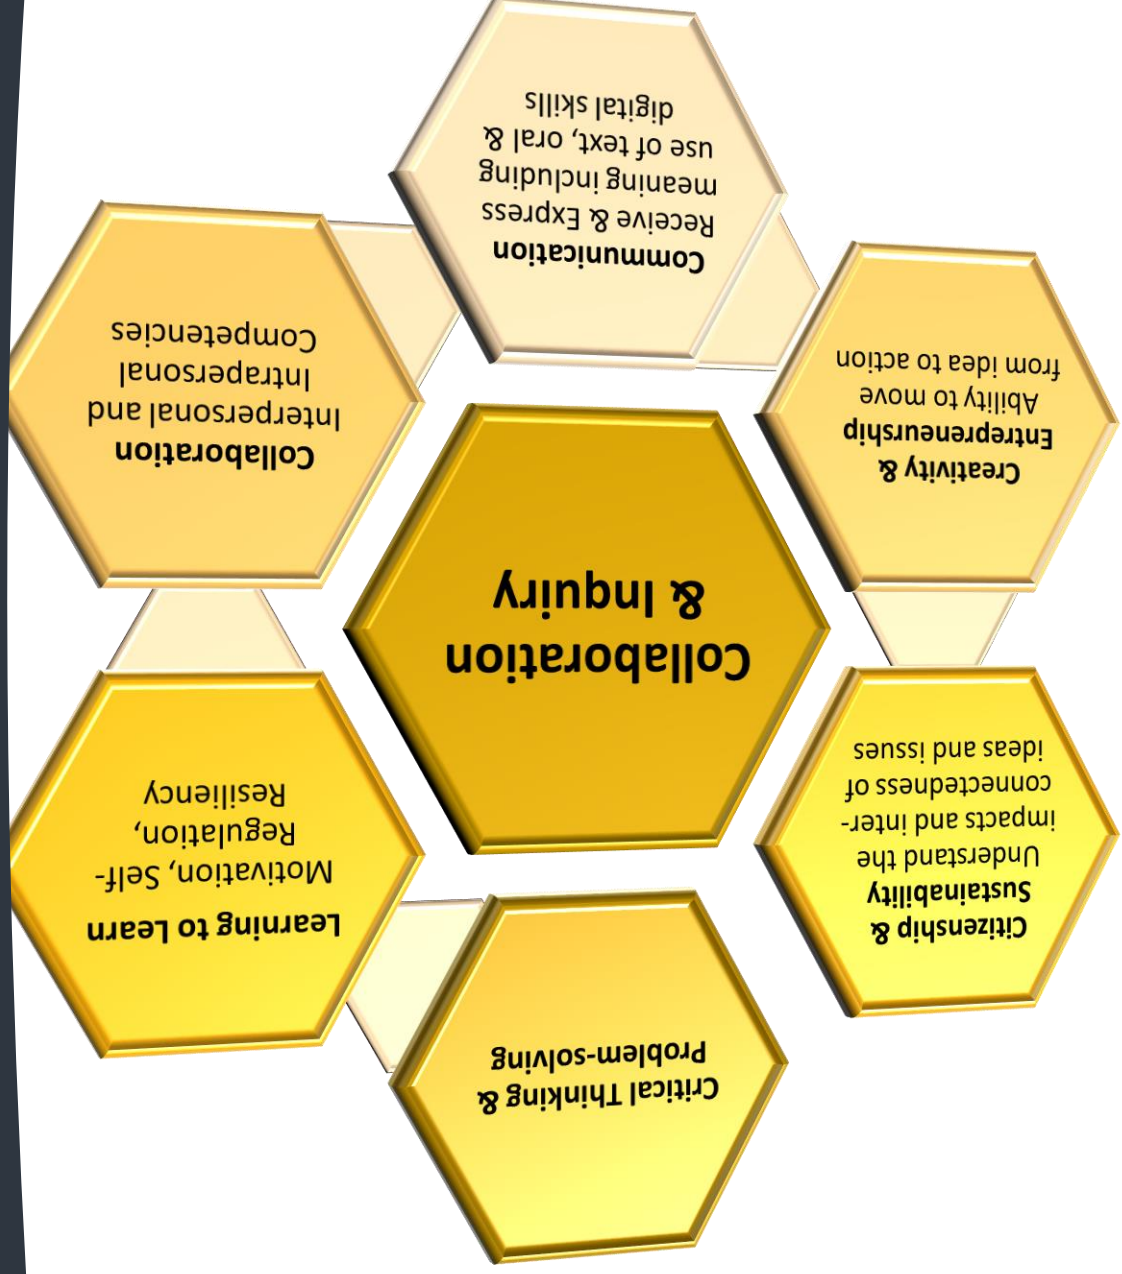 Critical Thinking &
Problem-solving
Learning to Learn
Motivation, Self-
Regulation,
Resiliency
Collaboration
Interpersonal and
Intrapersonal
Competencies
Communication
Receive & Express
meaning including
use of text, oral &
digital skills
Creativity &
Entrepreneurship
Ability to move
from idea to action
Citizenship &
Sustainability
Understand the
impacts and inter-
connectedness of
ideas and issues
Collaboration
& Inquiry